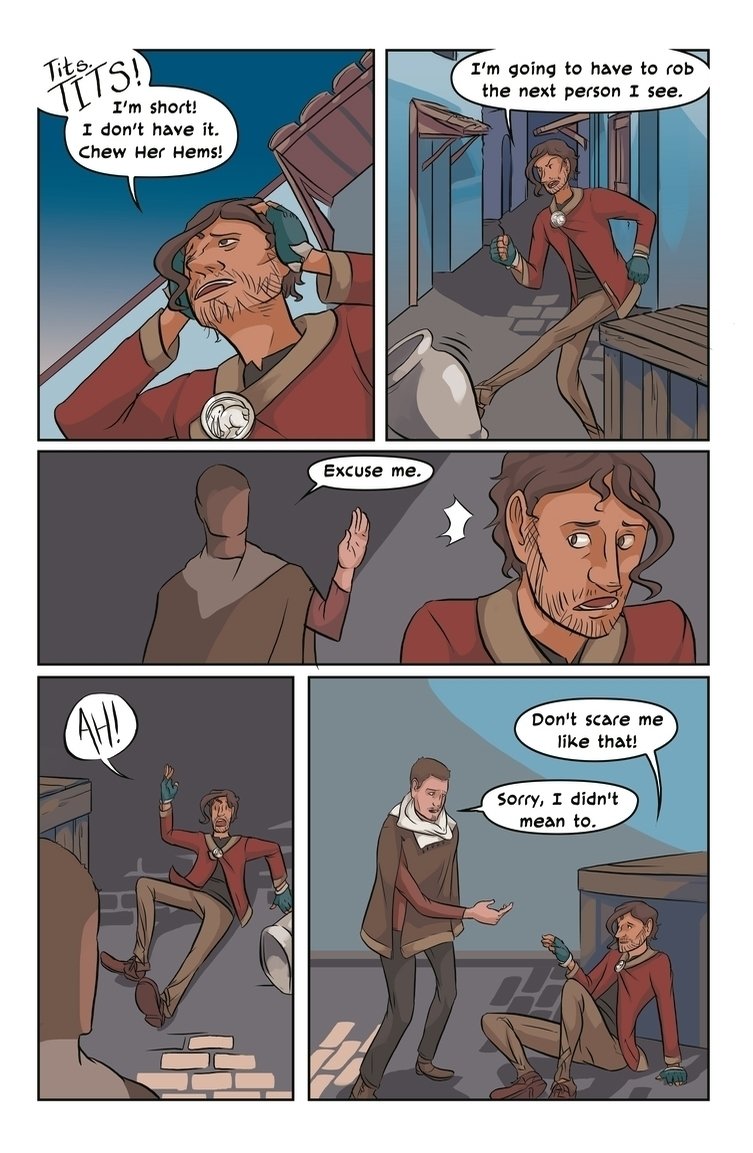 Tits.
TITS!
I'm short!
I don't have it.
Chew Her Hems!
I'm going to have to rob
the next person I see.
Excuse me.
AH!
Don't scare me
like that!
Sorry, I didn't
mean to.